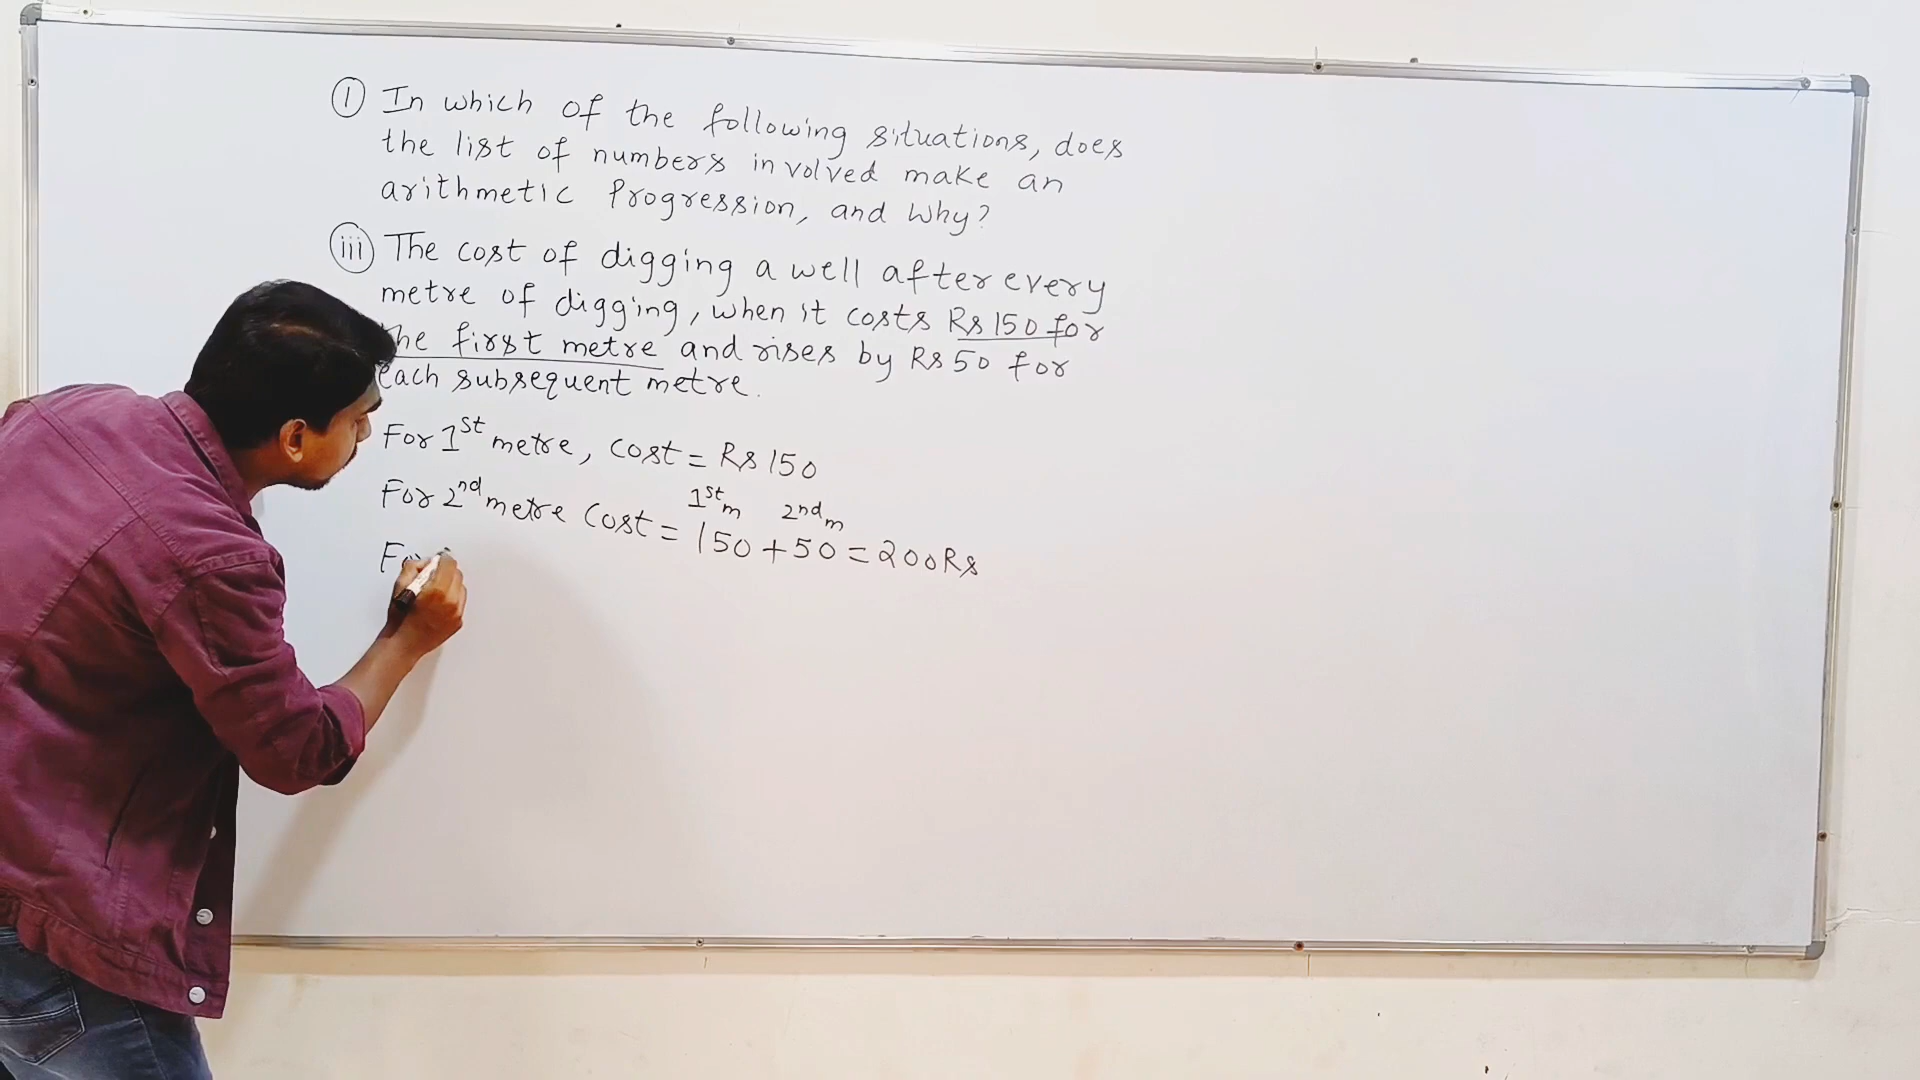 ① In which of the following situations, does
the list of numbers involved make an
arithmetic Progression, and Why?
(iii) The cost of digging a well after every
metre of digging, when it costs Rs 150 for
the first metre and rises by Rs 50 for
each subsequent metre.
For 1st metre, Cost = Rs 150
1st m 2nd m
For 2nd metre Cost = 150 + 50 = 200 Rs
For